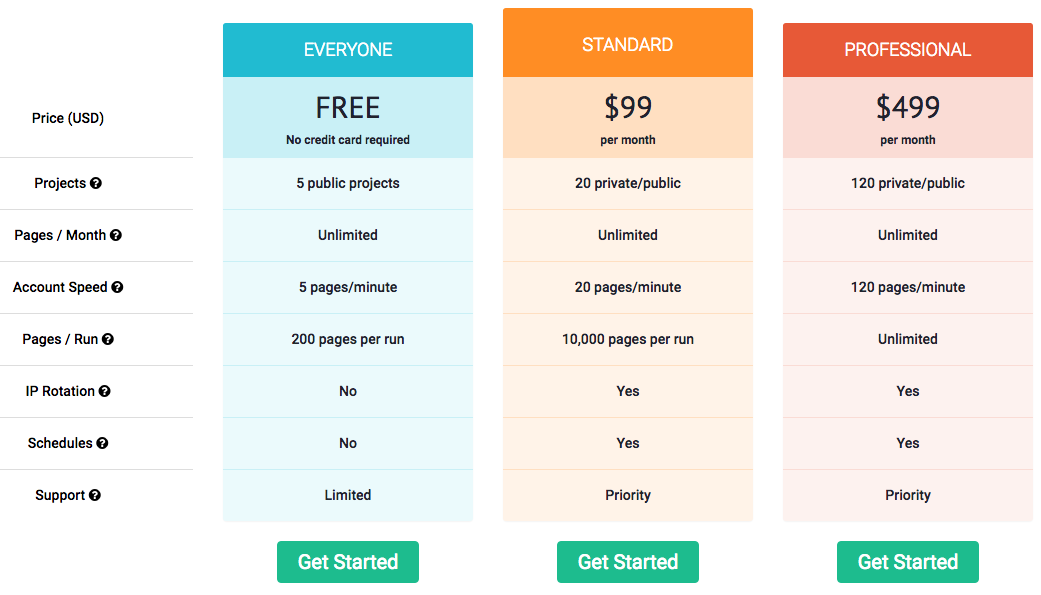 EVERYONE STANDARD PROFESSIONAL
Price (USD) FREE $99 $499
No credit card required per month per month
Projects ? 5 public projects 20 private/public 120 private/public
Pages / Month ? Unlimited Unlimited Unlimited
Account Speed ? 5 pages/minute 20 pages/minute 120 pages/minute
Pages / Run ? 200 pages per run 10,000 pages per run Unlimited
IP Rotation ? No Yes Yes
Schedules ? No Yes Yes
Support ? Limited Priority Priority
Get Started Get Started Get Started